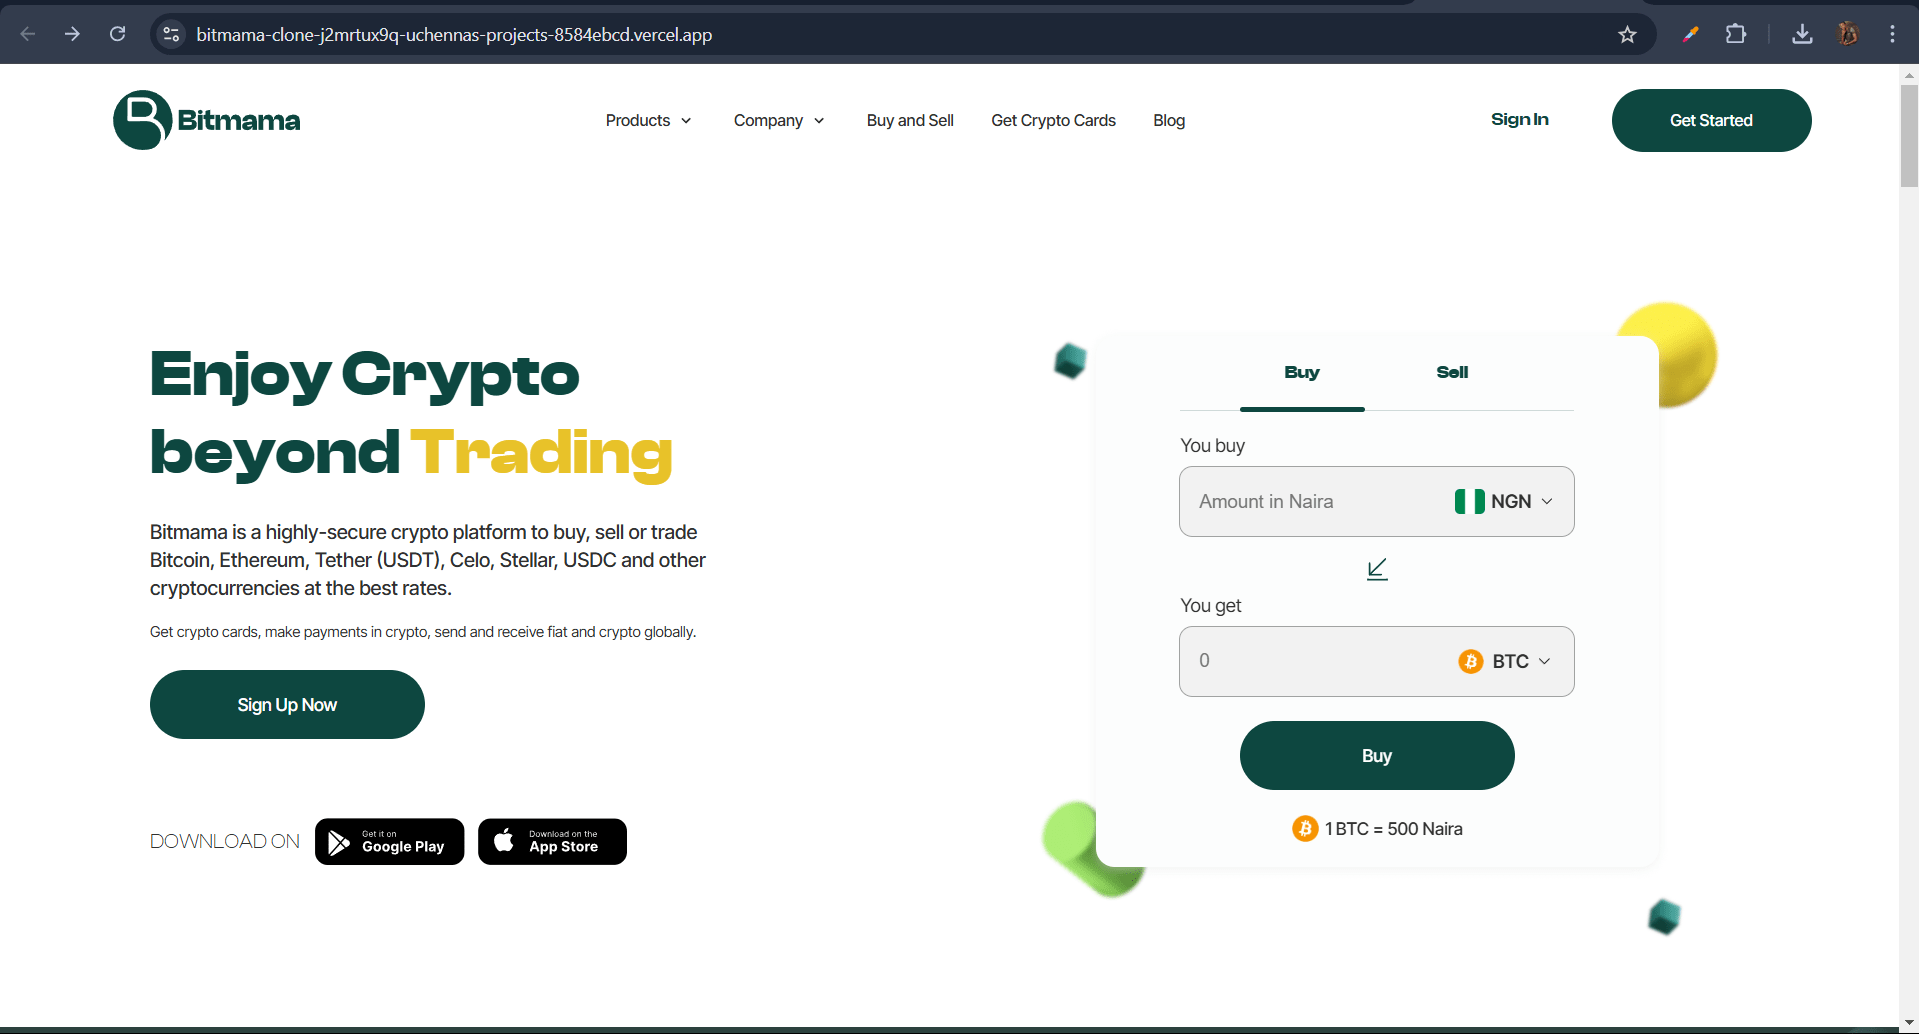 bitmama-clone-j2mrtux9q-uchennas-projects-8584ebcd.vercel.app
Bitmama
Products
Company
Buy and Sell
Get Crypto Cards
Blog
Sign In
Get Started
Enjoy Crypto
beyond Trading
Bitmama is a highly-secure crypto platform to buy, sell or trade
Bitcoin, Ethereum, Tether (USDT), Celo, Stellar, USDC and other
cryptocurrencies at the best rates.
Get crypto cards, make payments in crypto, send and receive fiat and crypto globally.
Sign Up Now
DOWNLOAD ON
Get it on
Google Play
Download on the
App Store
Buy
Sell
You buy
Amount in Naira
NGN
You get
0
BTC
Buy
1 BTC = 500 Naira